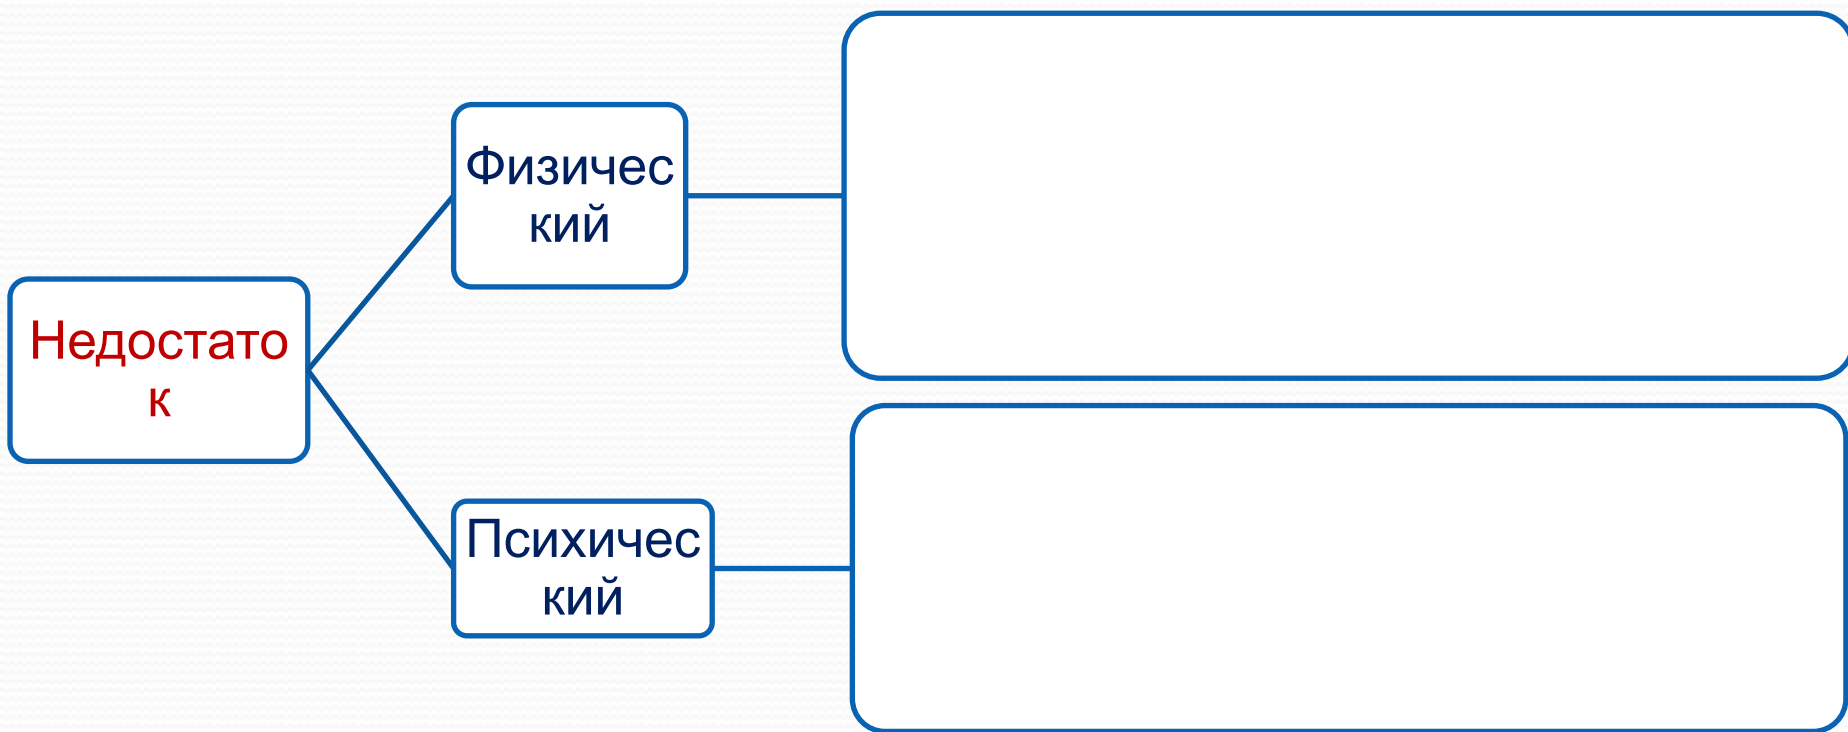 Физичес
кий
Недостато
к
Психичес
кий